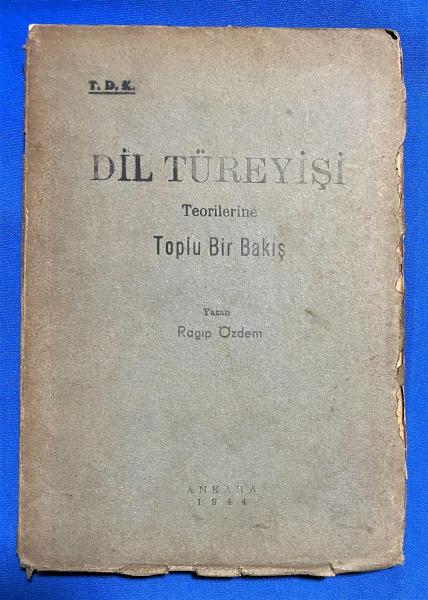 T. D. K.
DİL TÜREYİŞİ
Teorilerine
Toplu Bir Bakış
Yazan
Ragıp Özdem
ANKARA
1944